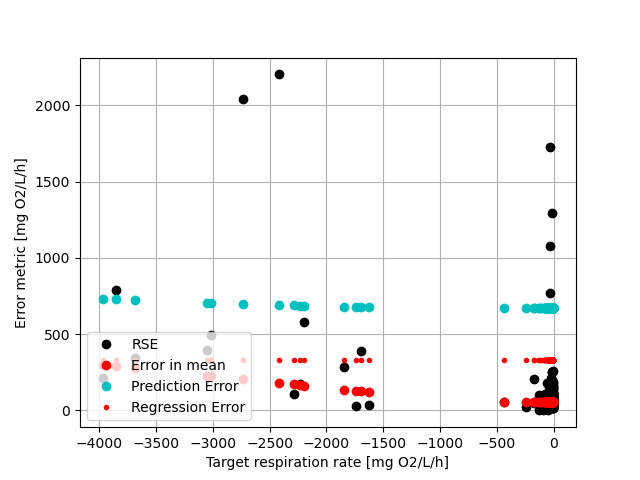 2000
1500
1000
500
0
Error metric [mg O2/L/h]
RSE
Error in mean
Prediction Error
Regression Error
−4000 −3500 −3000 −2500 −2000 −1500 −1000 −500 0
Target respiration rate [mg O2/L/h]